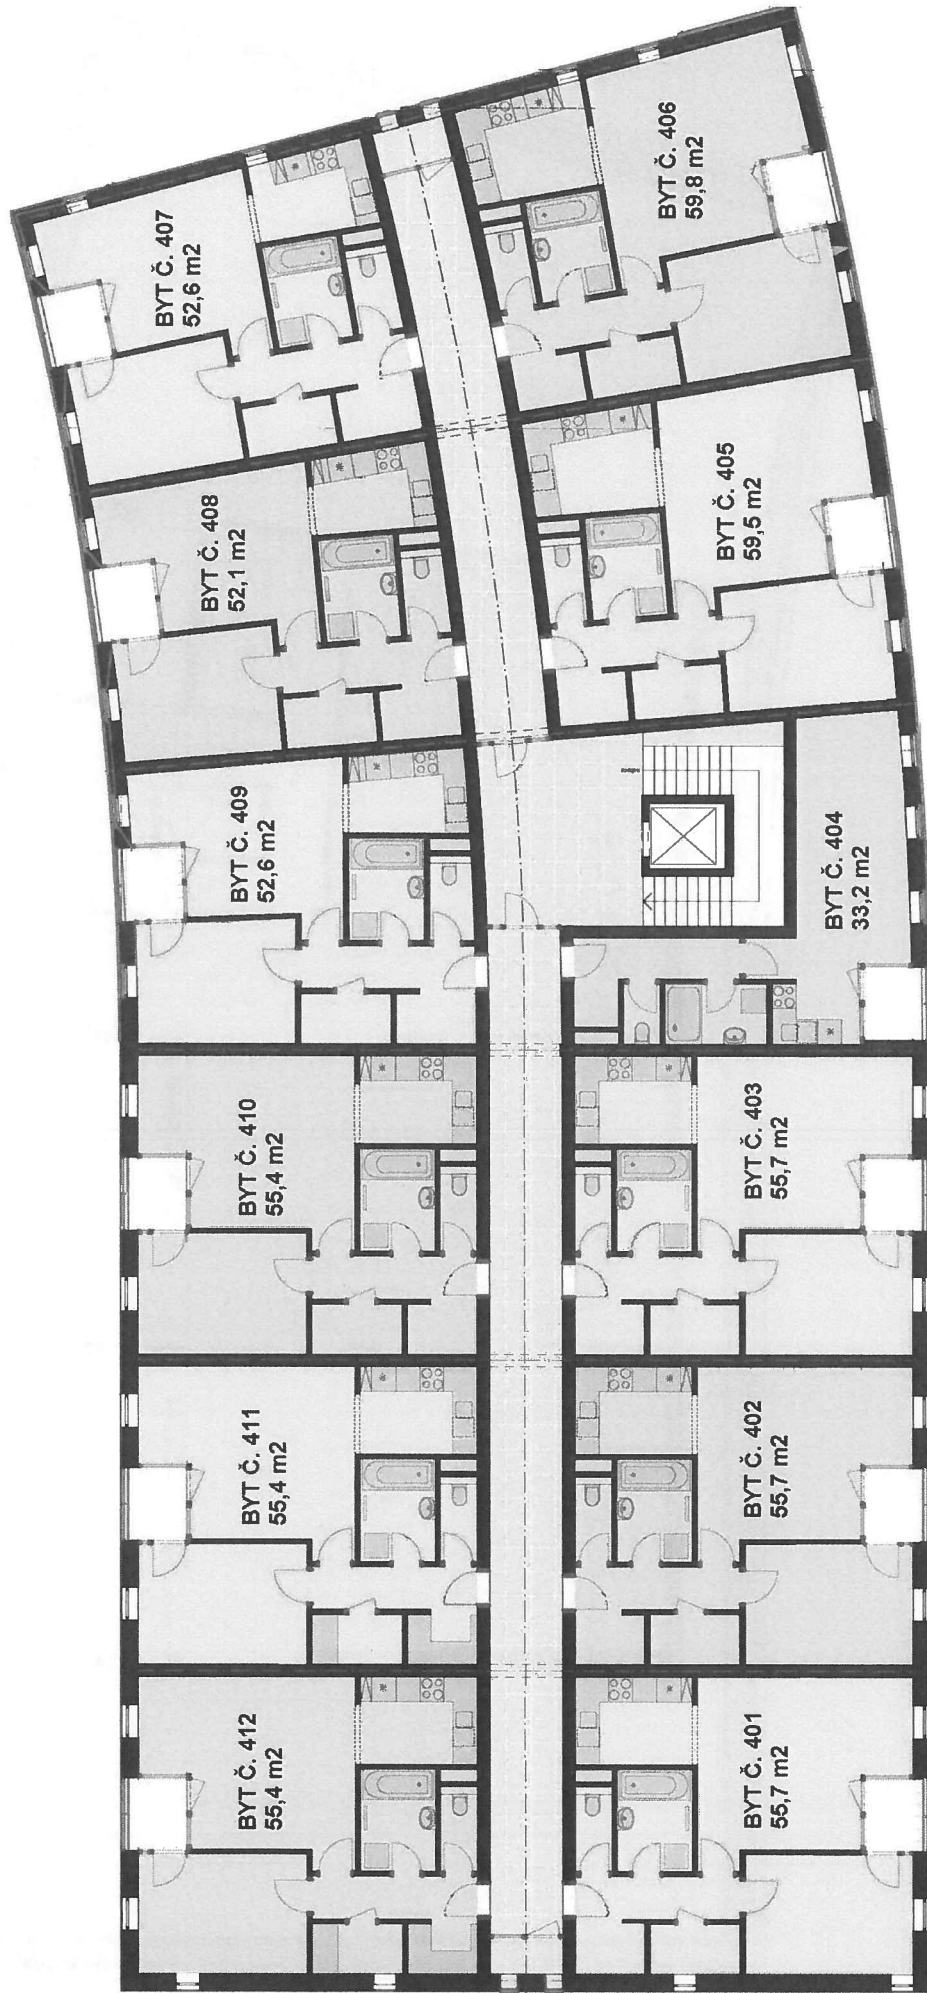 BYT Č. 407
52,6 m2
BYT Č. 408
52,1 m2
BYT Č. 409
52,6 m2
BYT Č. 410
55,4 m2
BYT Č. 411
55,4 m2
BYT Č. 412
55,4 m2
BYT Č. 406
59,8 m2
BYT Č. 405
59,5 m2
BYT Č. 404
33,2 m2
BYT Č. 403
55,7 m2
BYT Č. 402
55,7 m2
BYT Č. 401
55,7 m2